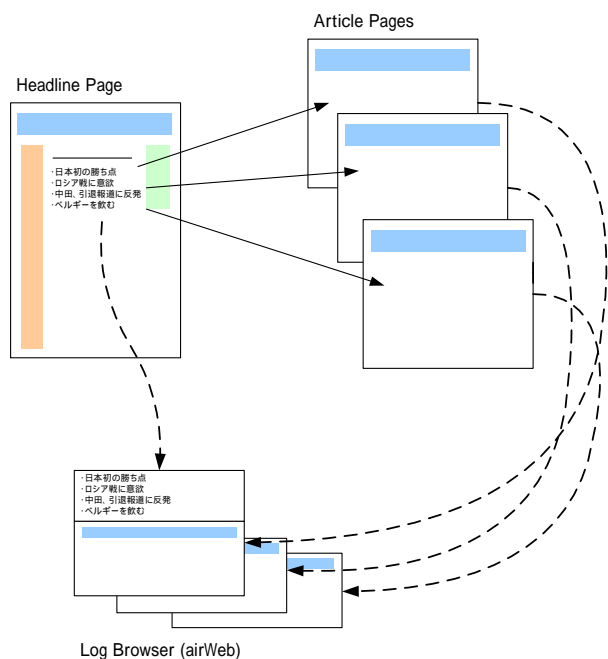 Article Pages
Headline Page
・日本初の勝ち点
・ロシア戦に意欲
・中田、引退報道に反発
・ベルギーを飲む
・日本初の勝ち点
・ロシア戦に意欲
・中田、引退報道に反発
・ベルギーを飲む
Log Browser (airWeb)